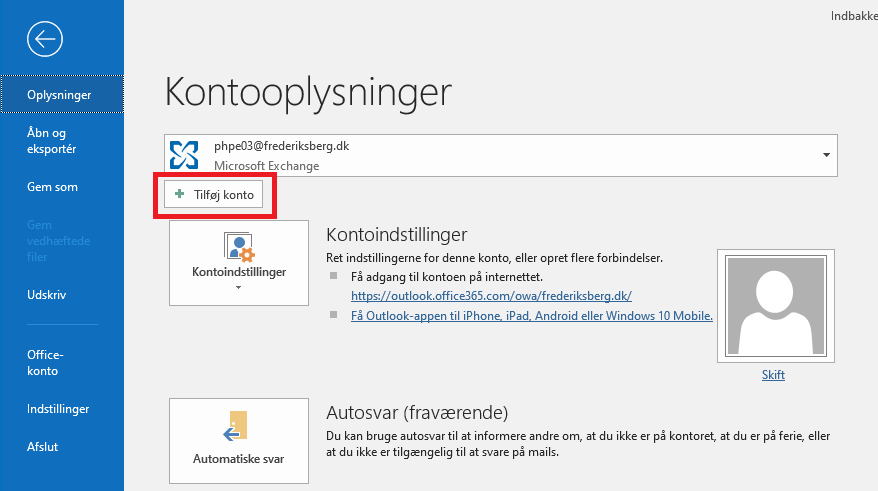 Indbakke
Oplysninger
Åbn og
eksportér
Gem som
Gem
vedhæftede
filer
Udskriv
Office-
konto
Indstillinger
Afslut
Kontooplysninger
phpe03@frederiksberg.dk
Microsoft Exchange
Tilføj konto
Kontoindstillinger
Kontoindstillinger
Ret indstillingerne for denne konto, eller opret flere forbindelser.
Få adgang til kontoen på internettet.
https://outlook.office365.com/owa/frederiksberg.dk/
Få Outlook-appen til iPhone, iPad, Android eller Windows 10 Mobile.
Skift
Automatiske svar
Autosvar (fraværende)
Du kan bruge autosvar til at informere andre om, at du ikke er på kontoret, at du er på ferie, eller
at du ikke er tilgængelig til at svare på mails.